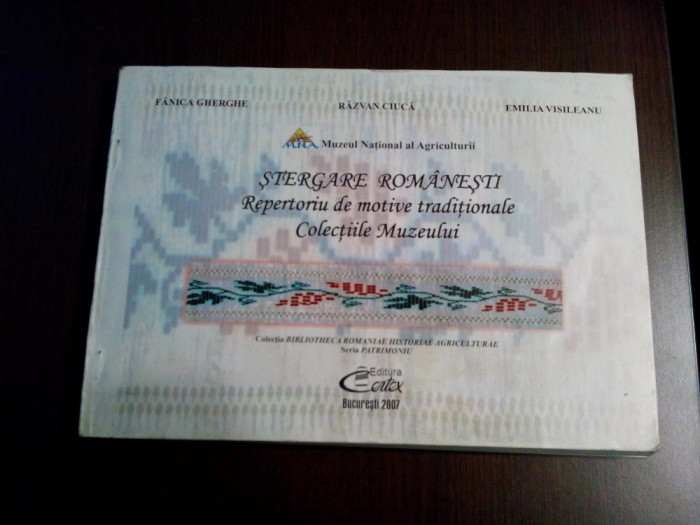 FĂNICA GHERGHE RĂZVAN CIUCĂ EMILIA VISILEANU
MNA Muzeul Național al Agriculturii
ȘTERGARE ROMÂNEȘTI
Repertoriu de motive tradiționale
Colecțiile Muzeului
Colecția BIBLIOTHECA ROMANIAE HISTORIAE AGRICULTURAE
Seria PATRIMONIU
Editura
Certex
București 2007